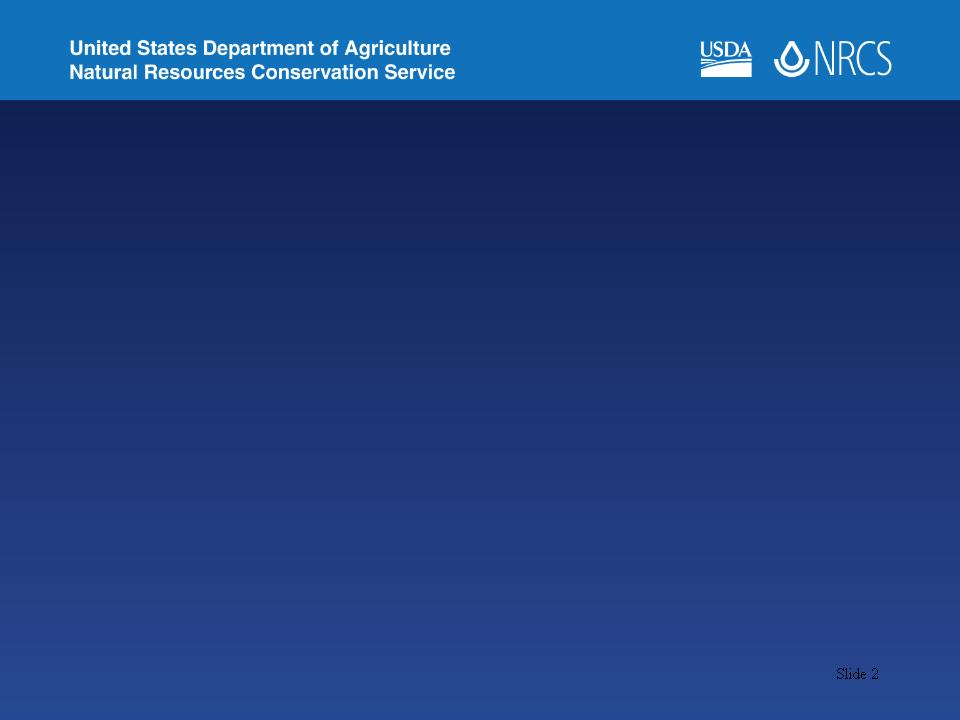 United States Department of Agriculture
Natural Resources Conservation Service
USDA
NRCS
Slide 2